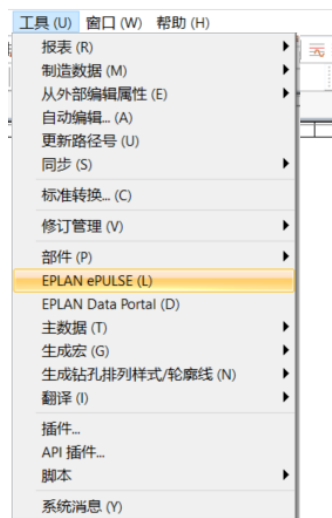 工具 (U) 窗口 (W) 帮助 (H)
报表 (R)
制造数据 (M)
从外部编辑属性 (E)
自动编辑... (A)
更新路径号 (U)
同步 (S)
标准转换... (C)
修订管理 (V)
部件 (P)
EPLAN ePULSE (L)
EPLAN Data Portal (D)
主数据 (T)
生成宏 (G)
生成钻孔排列样式/轮廓线 (N)
翻译 (I)
插件...
API 插件...
脚本
系统消息 (Y)